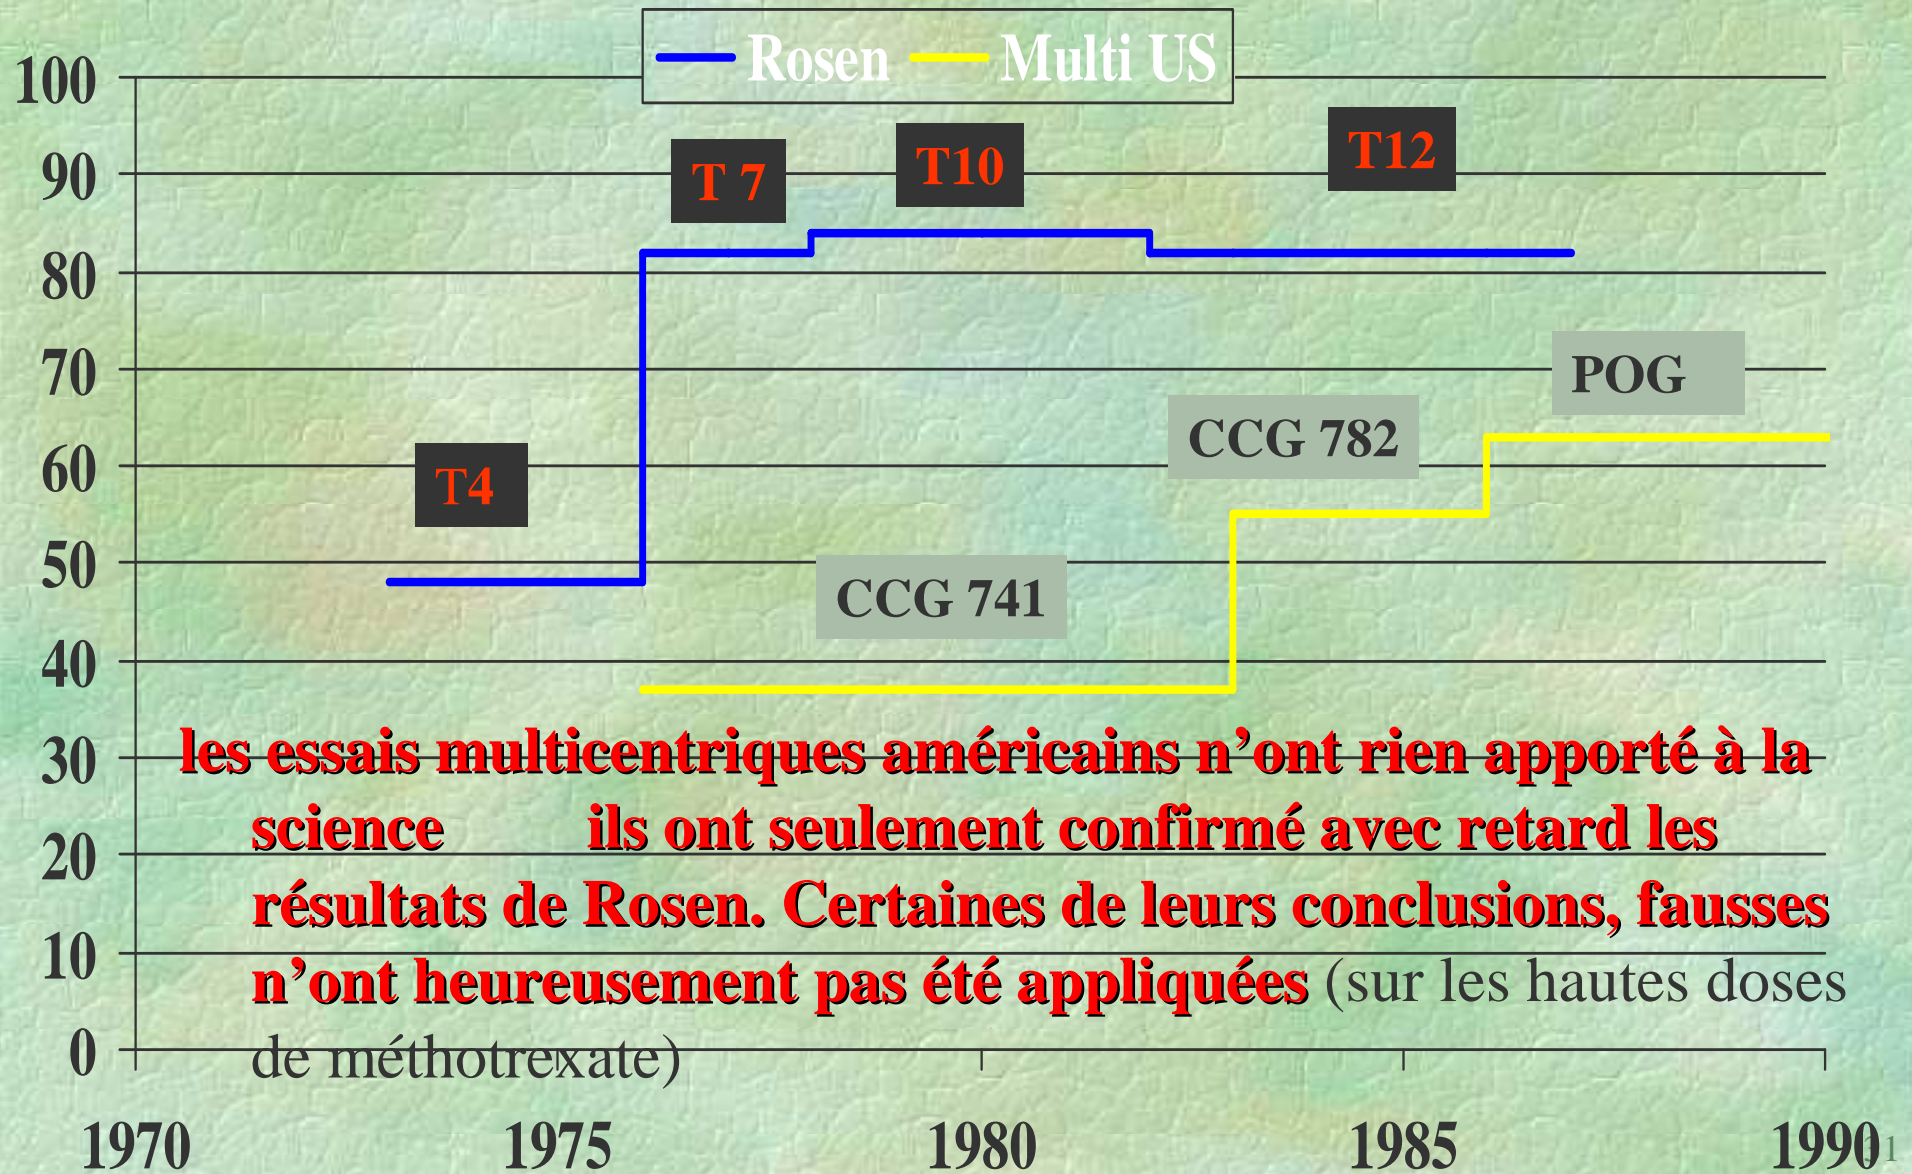 Rosen Multi US
100
90
80
70
60
50
40
30
20
10
0
T 7
T10
T12
T4
POG
CCG 782
CCG 741
les essais multicentriques américains n’ont rien apporté à la
science ils ont seulement confirmé avec retard les
résultats de Rosen. Certaines de leurs conclusions, fausses
n’ont heureusement pas été appliquées (sur les hautes doses
de méthotrexate)
1970 1975 1980 1985 1990
31